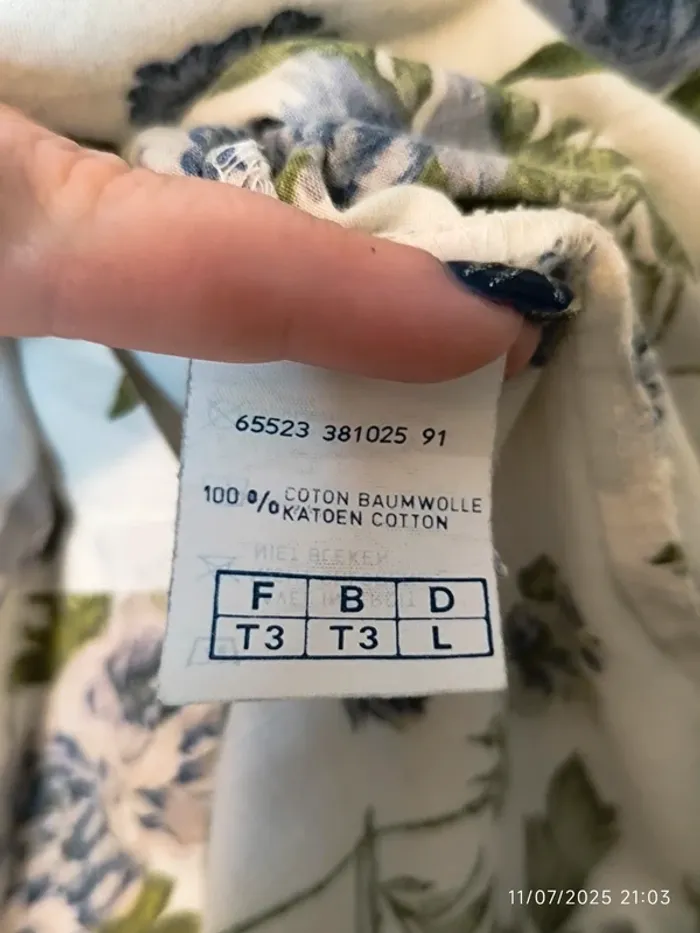 65523 381025 91
100 % COTON BAUMWOLLE
KATOEN COTTON
F B D
T3 T3 L
11/07/2025 21:03